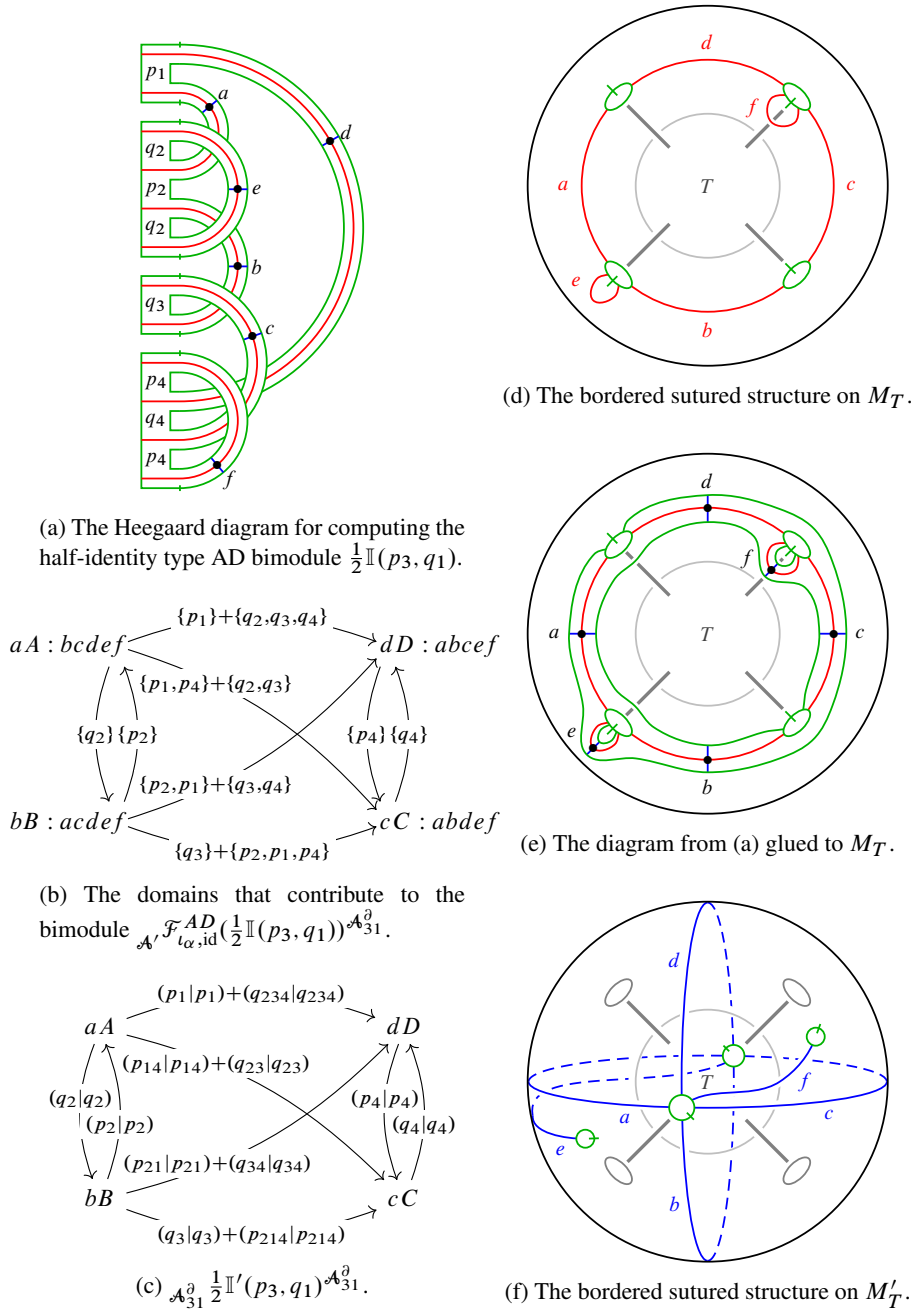 p₁
a
d
q₂
p₂
e
q₂
b
q₃
c
p₄
q₄
p₄
f
(a) The Heegaard diagram for computing the
half-identity type AD bimodule ½𝕀(p₃, q₁).
{p₁}+{q₂,q₃,q₄}
aA : bcdef
dD : abcef
{p₁,p₄}+{q₂,q₃}
{q₂} {p₂}
{p₄} {q₄}
{p₂,p₁}+{q₃,q₄}
bB : acdef
cC : abdef
{q₃}+{p₂,p₁,p₄}
(b) The domains that contribute to the
bimodule 𝒜′ℱ^{AD}_{ι_α,id}(½𝕀(p₃, q₁))^{𝒜^∂_{31}}.
(p₁|p₁)+(q₂₃₄|q₂₃₄)
aA
dD
(p₁₄|p₁₄)+(q₂₃|q₂₃)
(q₂|q₂)
(p₂|p₂)
(p₄|p₄)
(q₄|q₄)
(p₂₁|p₂₁)+(q₃₄|q₃₄)
bB
cC
(q₃|q₃)+(p₂₁₄|p₂₁₄)
(c) _{𝒜^∂_{31}} ½𝕀′(p₃, q₁)^{𝒜^∂_{31}}.
d
f
a
T
c
e
b
(d) The bordered sutured structure on M_T.
d
f
a
T
c
e
b
(e) The diagram from (a) glued to M_T.
d
T
f
a
c
e
b
(f) The bordered sutured structure on M′_T.